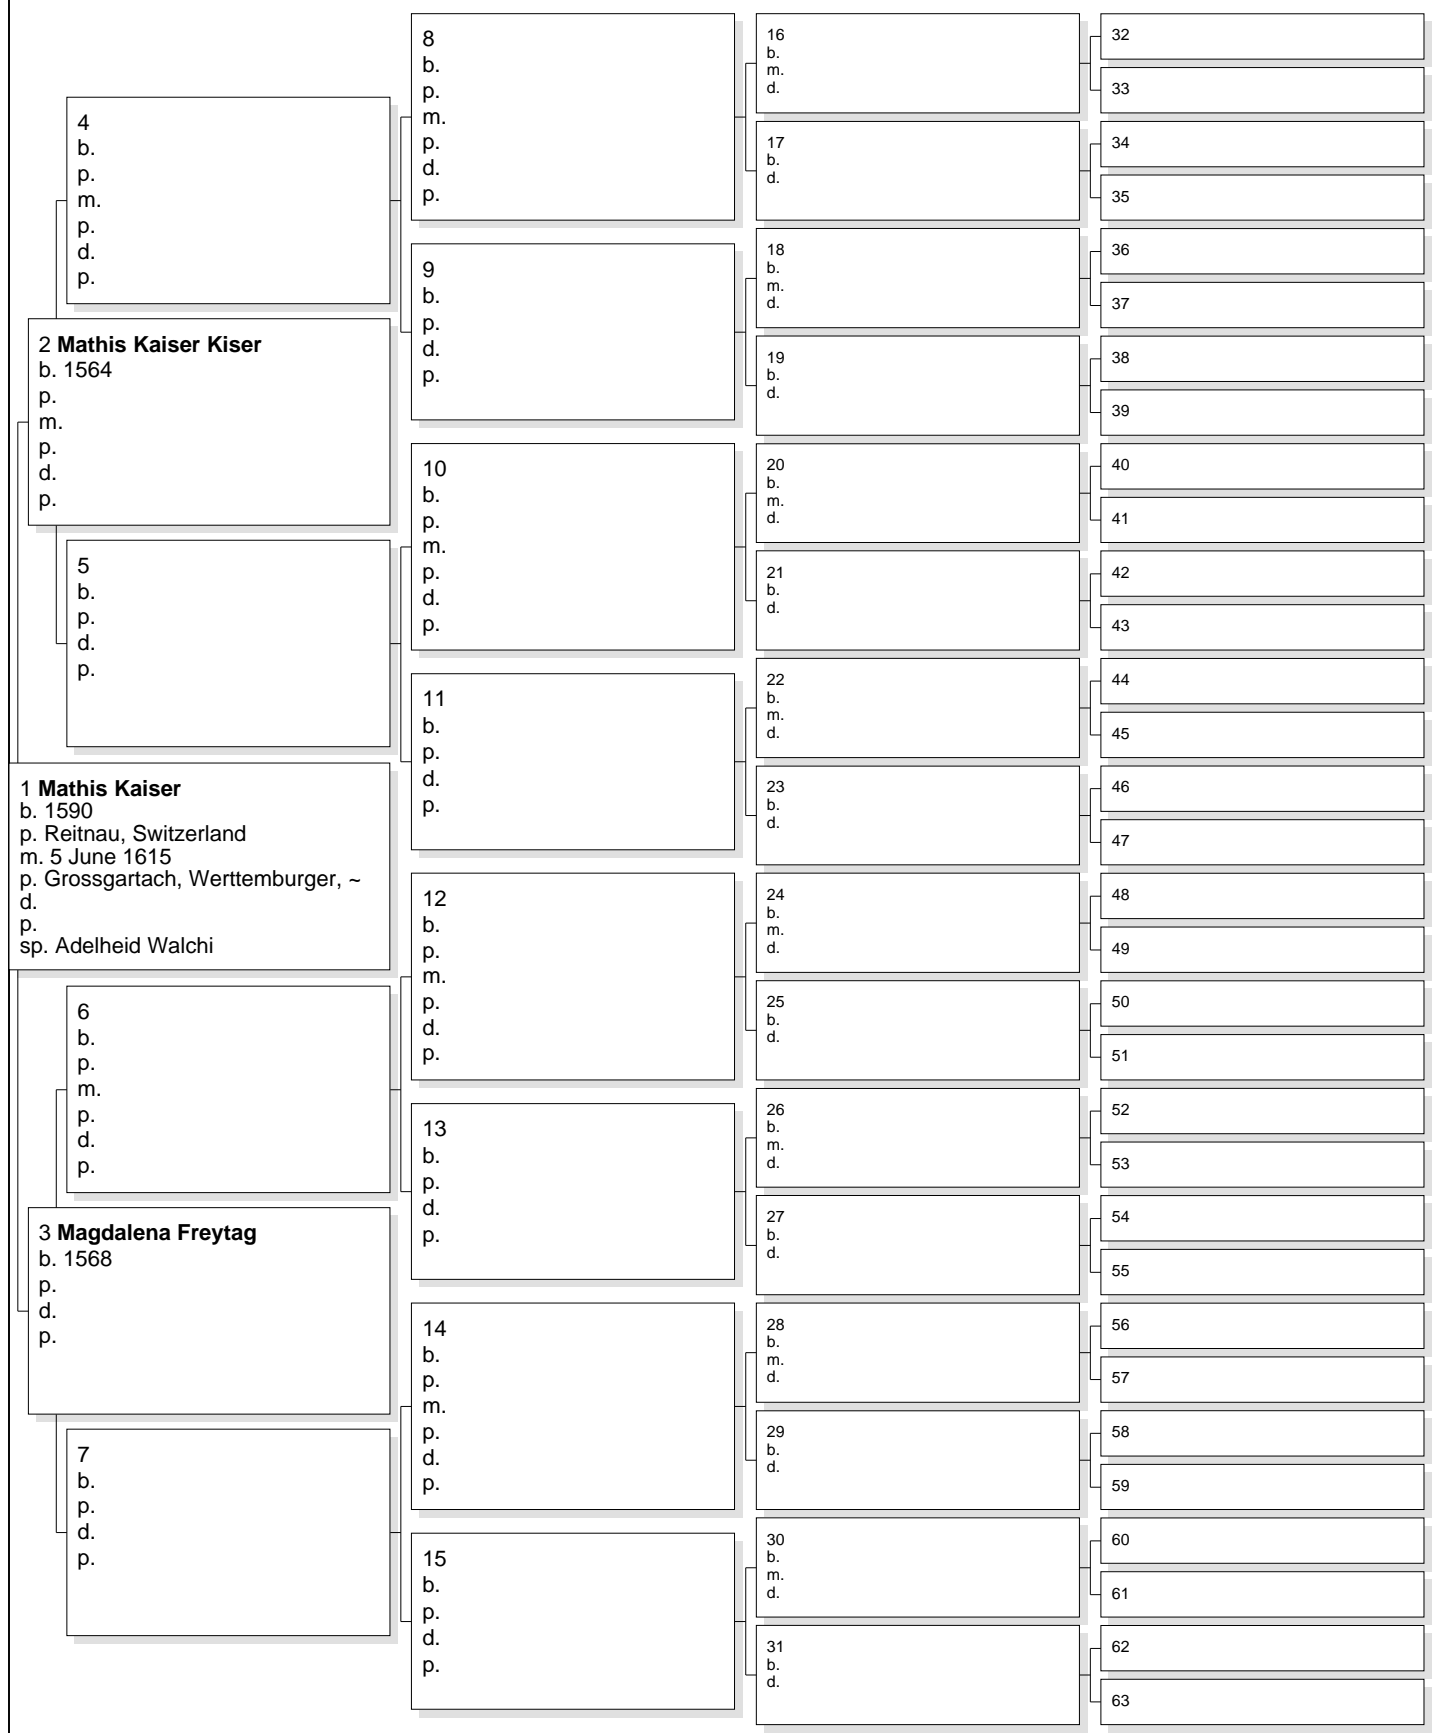 4
b.
p.
m.
p.
d.
p.
2 Mathis Kaiser Kiser
b. 1564
p.
m.
p.
d.
p.
5
b.
p.
d.
p.
1 Mathis Kaiser
b. 1590
p. Reitnau, Switzerland
m. 5 June 1615
p. Grossgartach, Werttemburger, ~
d.
p.
sp. Adelheid Walchi
6
b.
p.
m.
p.
d.
p.
3 Magdalena Freytag
b. 1568
p.
d.
p.
7
b.
p.
d.
p.
8
b.
p.
m.
p.
d.
p.
9
b.
p.
d.
p.
10
b.
p.
m.
p.
d.
p.
11
b.
p.
d.
p.
12
b.
p.
m.
p.
d.
p.
13
b.
p.
d.
p.
14
b.
p.
m.
p.
d.
p.
15
b.
p.
d.
p.
16
b.
m.
d.
17
b.
d.
18
b.
m.
d.
19
b.
d.
20
b.
m.
d.
21
b.
d.
22
b.
m.
d.
23
b.
d.
24
b.
m.
d.
25
b.
d.
26
b.
m.
d.
27
b.
d.
28
b.
m.
d.
29
b.
d.
30
b.
m.
d.
31
b.
d.
32
33
34
35
36
37
38
39
40
41
42
43
44
45
46
47
48
49
50
51
52
53
54
55
56
57
58
59
60
61
62
63